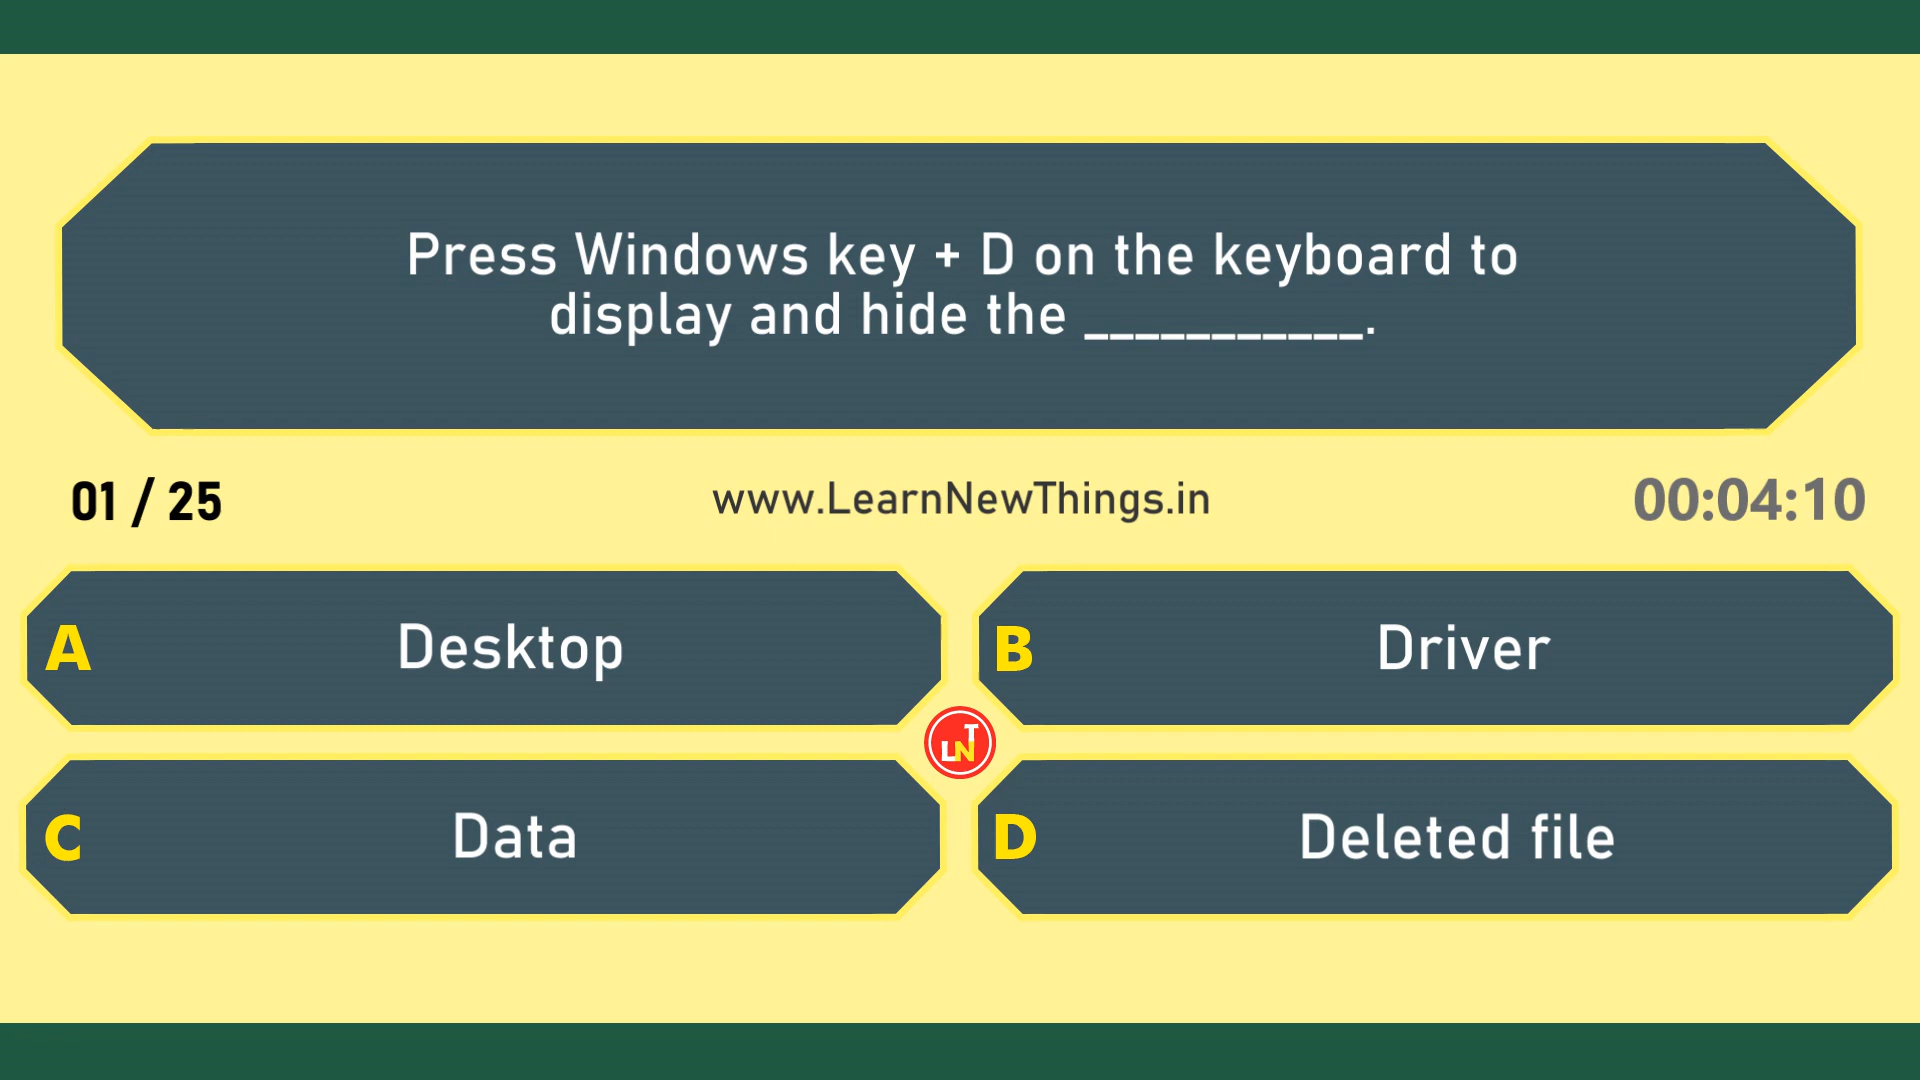 Press Windows key + D on the keyboard to
display and hide the ___________.
01 / 25
www.LearnNewThings.in
00:04:10
A Desktop
B Driver
LNT
C Data
D Deleted file